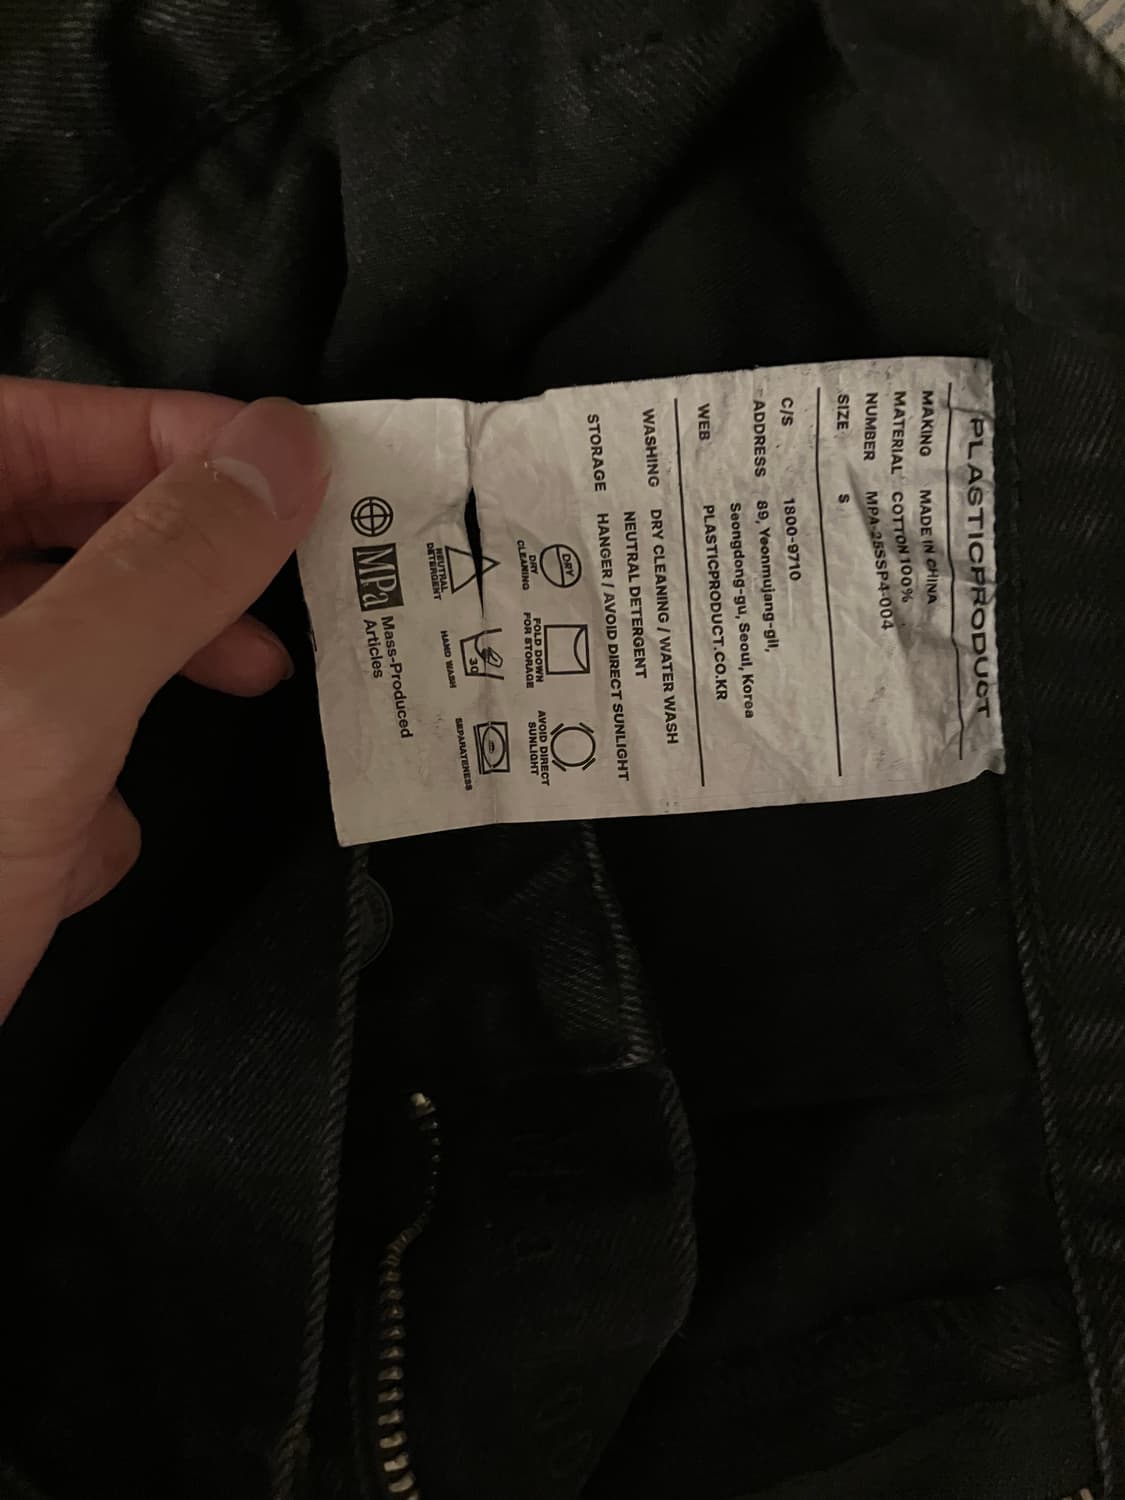 PLASTICPRODUCT
MAKING MADE IN CHINA
MATERIAL COTTON 100%
NUMBER MPA-25SSP4-004
SIZE S
C/S 1800-9710
ADDRESS 89, Yeonmujang-gil,
Seongdong-gu, Seoul, Korea
WEB PLASTICPRODUCT.CO.KR
WASHING DRY CLEANING / WATER WASH
NEUTRAL DETERGENT
STORAGE HANGER / AVOID DIRECT SUNLIGHT
DRY
DRY
CLEANING
FOLD DOWN
FOR STORAGE
AVOID DIRECT
SUNLIGHT
30
NEUTRAL
DETERGENT
HAND WASH
SEPARATENESS
MPa Mass-Produced
Articles